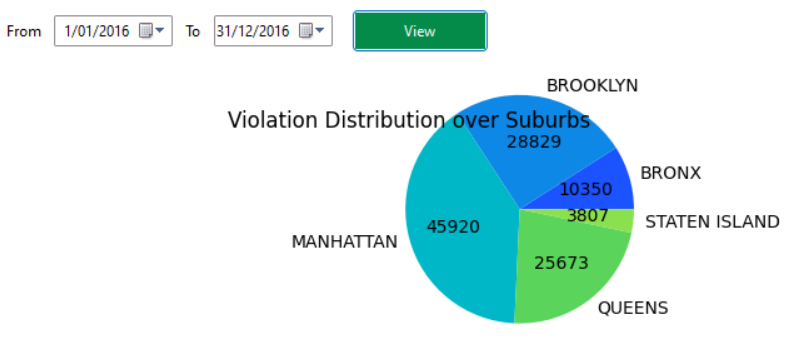 From 1/01/2016 To 31/12/2016 View
BROOKLYN
Violation Distribution over Suburbs
28829
BRONX
10350
3807
STATEN ISLAND
45920
MANHATTAN
25673
QUEENS